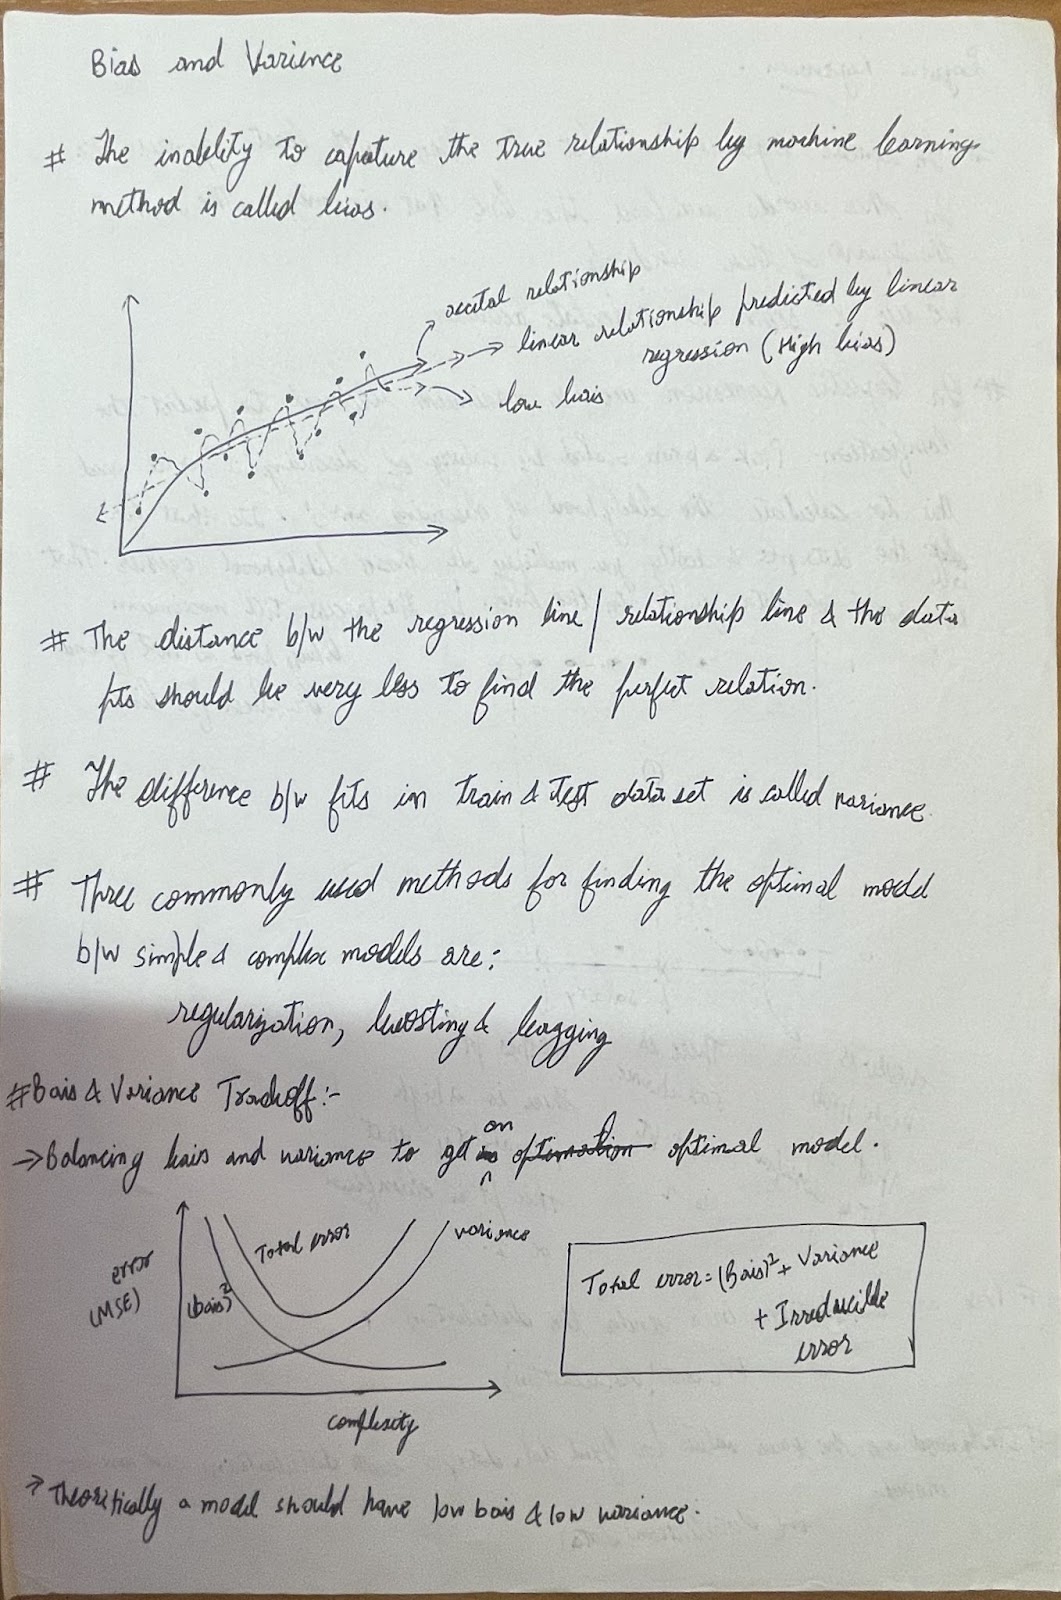 Bias and Varience
# The inability to capature the true relationship by machine learning
method is called bias.
accutal relationship
linear relationship predicted by linear
regression (High bias)
low bais
# The distance b/w the regression line / relationship line & the data
pts should be very less to find the perfect relation.
# The difference b/w fits in train & test data set is called variance
# Three commonly used methods for finding the optimal model
b/w simple & complex models are:
regularization, boosting & bagging
# Bais & Variance Tradeoff:-
→ Balancing bais and variance to get an optimal model.
error
(MSE)
Total error
variance
(bais)²
complexity
Total error = (Bais)² + Variance
+ Irreducible
error
→ Theoritically a model should have low bais & low variance.